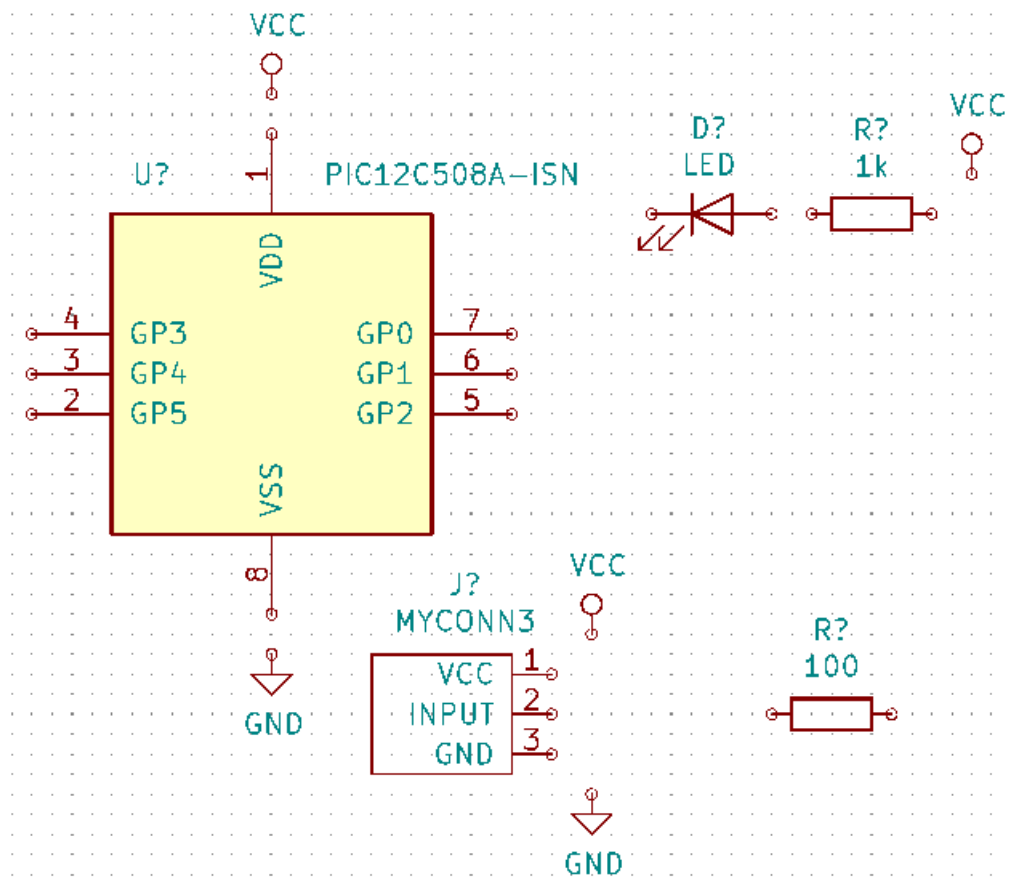 VCC
VCC
D?
R?
LED
1k
U?
1
PIC12C508A-ISN
VDD
4
GP3
GP0
7
3
GP4
GP1
6
2
GP5
GP2
5
VSS
8
VCC
J?
MYCONN3
R?
100
VCC
1
INPUT
2
GND
3
GND
GND